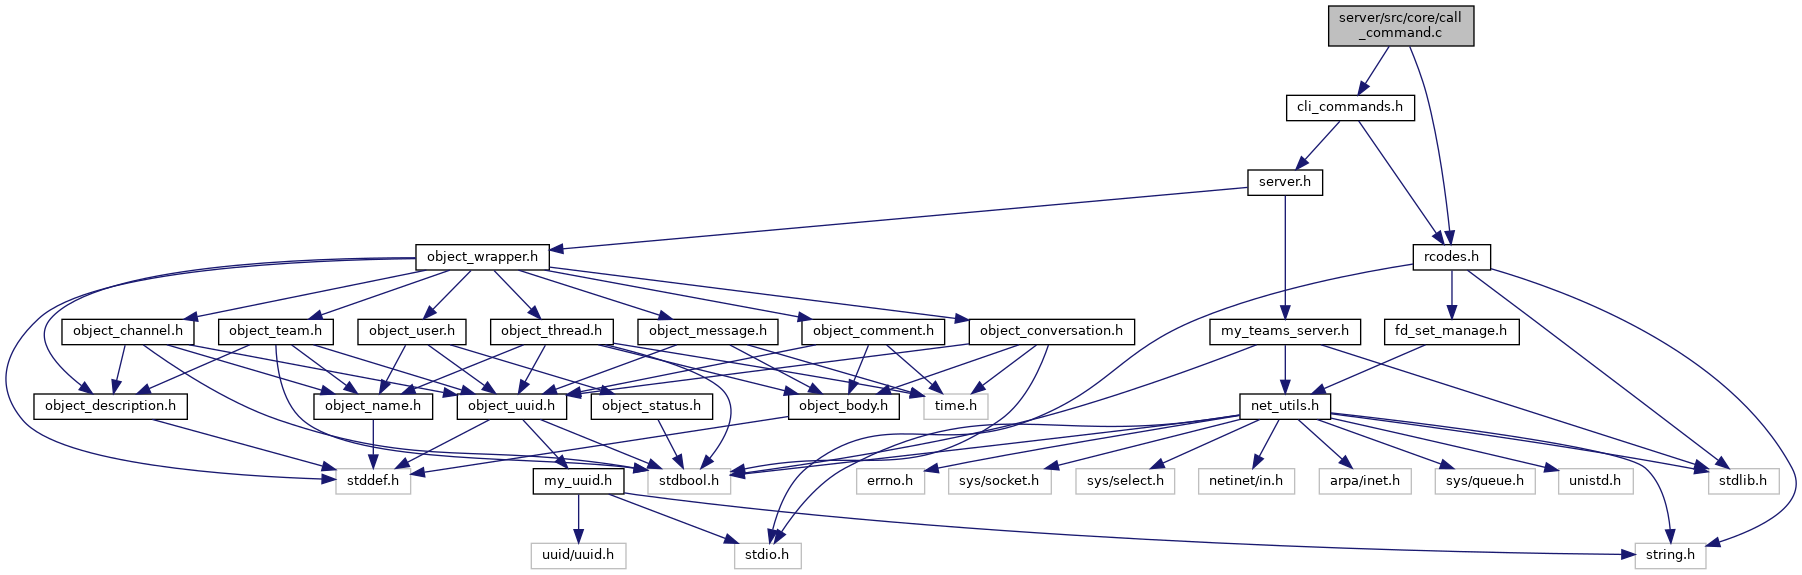 server/src/core/call
_command.c
cli_commands.h
server.h
object_wrapper.h
rcodes.h
object_channel.h
object_team.h
object_user.h
object_thread.h
object_message.h
object_comment.h
object_conversation.h
my_teams_server.h
fd_set_manage.h
object_description.h
object_name.h
object_uuid.h
object_status.h
object_body.h
time.h
net_utils.h
stddef.h
my_uuid.h
stdbool.h
errno.h
sys/socket.h
sys/select.h
netinet/in.h
arpa/inet.h
sys/queue.h
unistd.h
stdlib.h
uuid/uuid.h
stdio.h
string.h